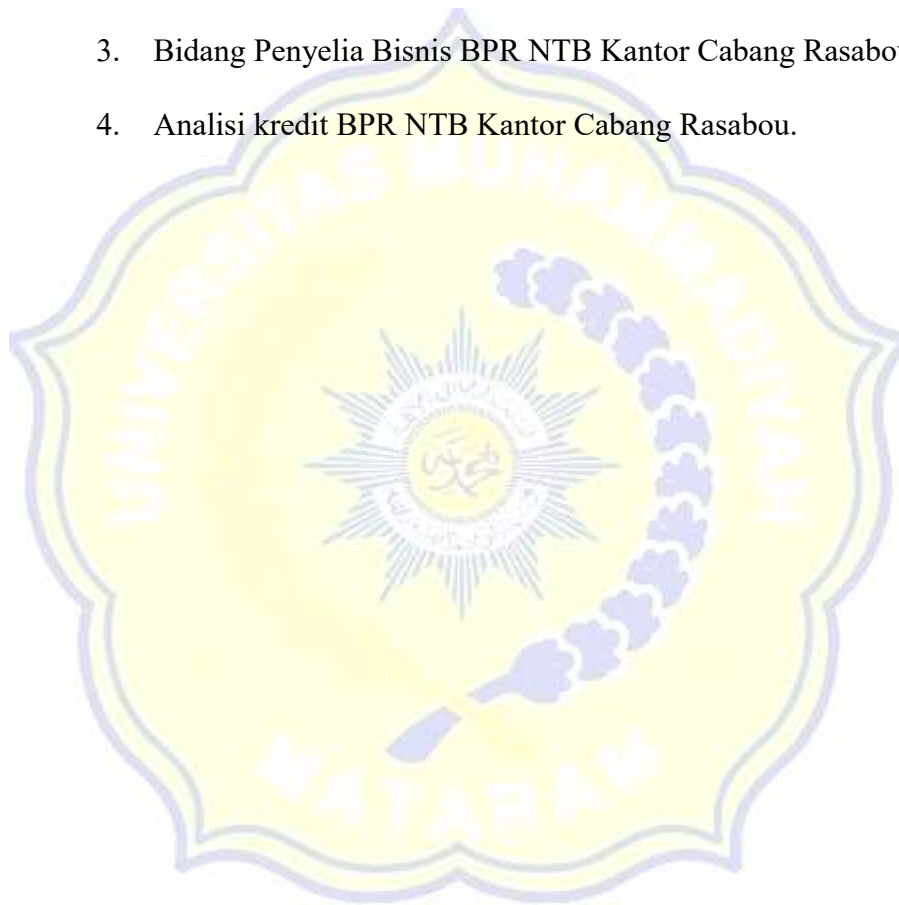 3. Bidang Penyelia Bisnis BPR NTB Kantor Cabang Rasabou
4. Analisi kredit BPR NTB Kantor Cabang Rasabou.
UNIVERSITAS MUHAMMADIYAH
MATARAM